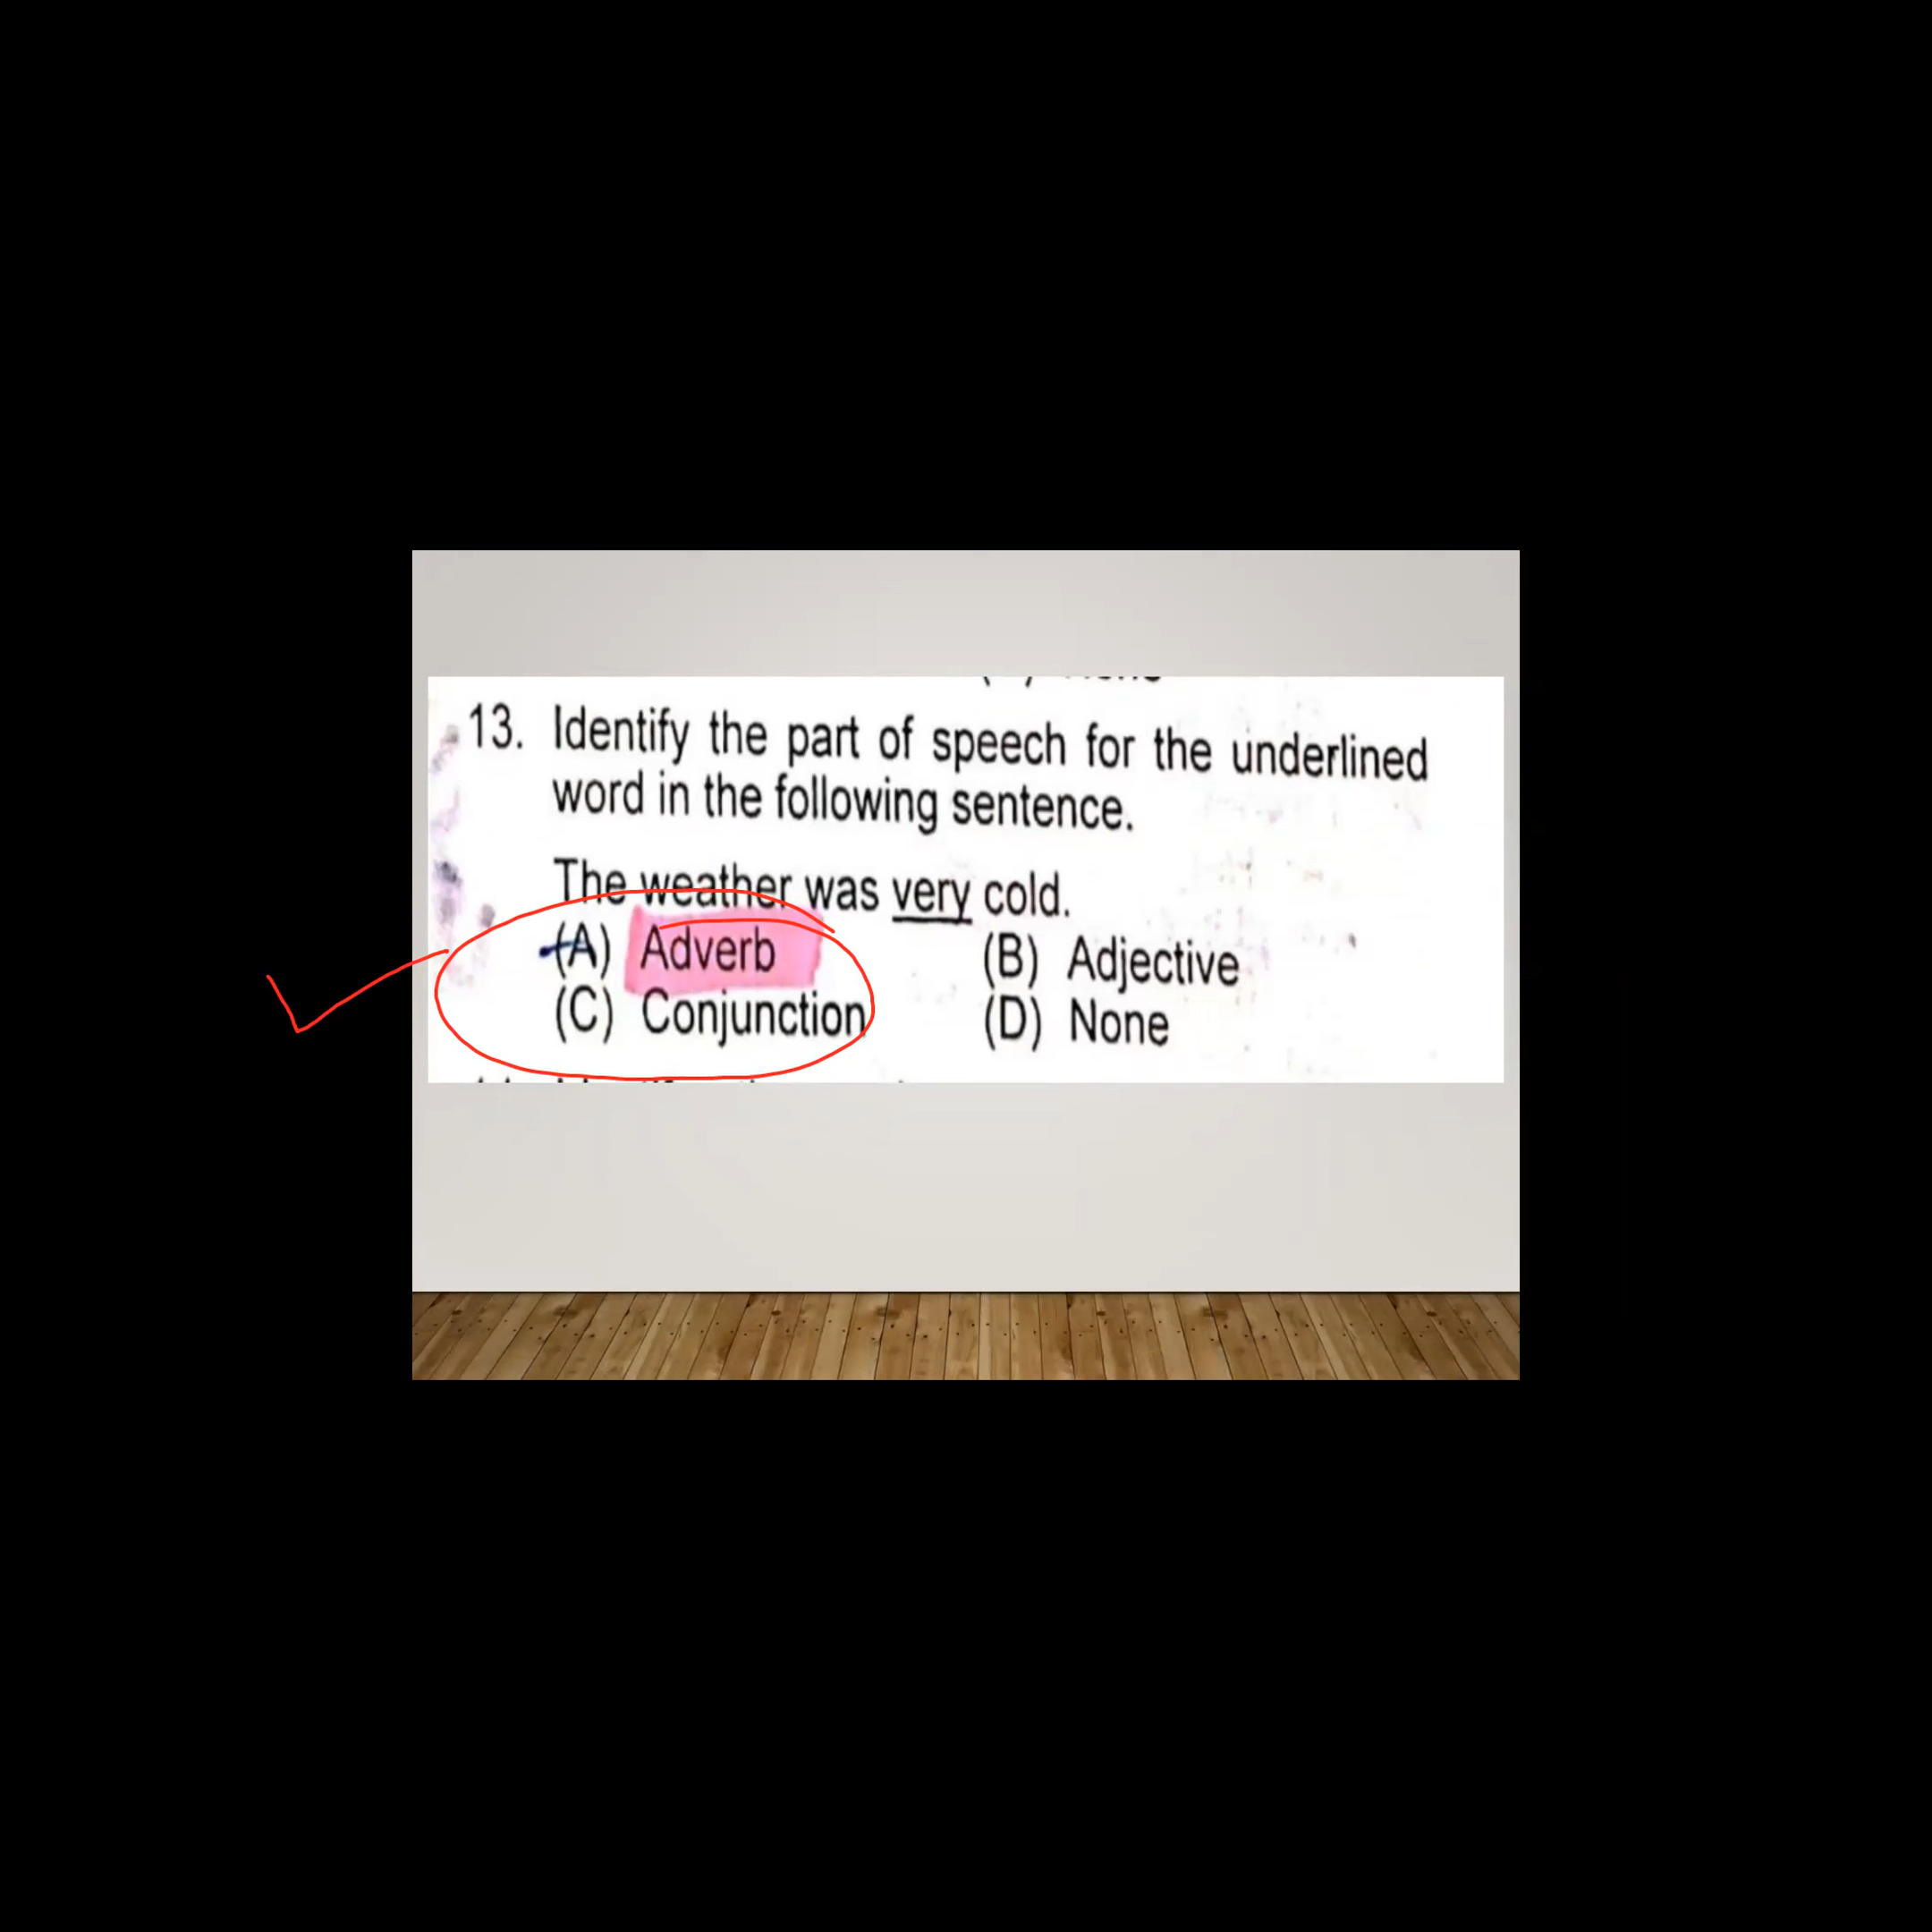 13. Identify the part of speech for the underlined
word in the following sentence.
The weather was very cold.
(A) Adverb (B) Adjective
(C) Conjunction (D) None